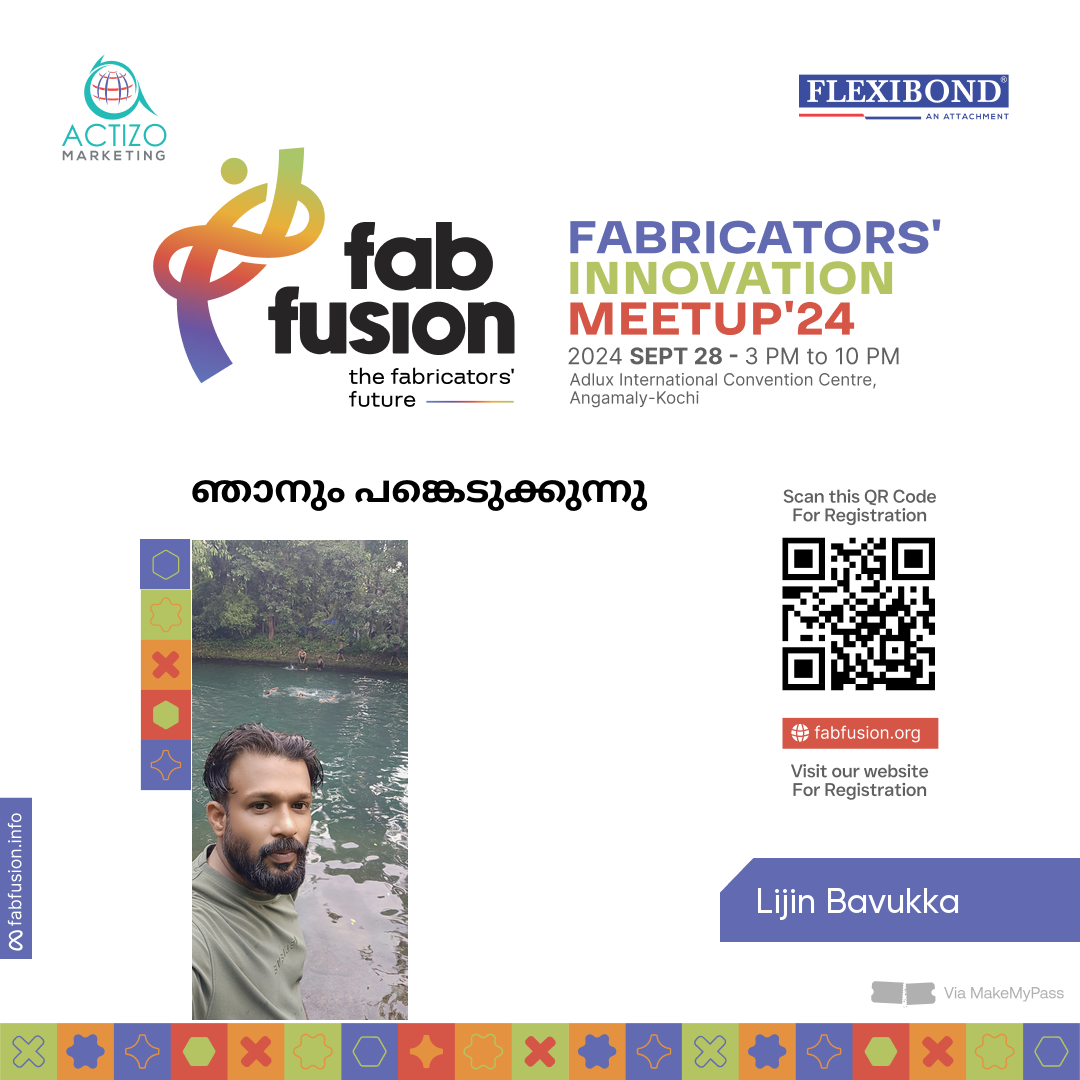 ACTIZO
MARKETING
FLEXIBOND®
AN ATTACHMENT
fab
fusion
the fabricators'
future
FABRICATORS'
INNOVATION
MEETUP'24
2024 SEPT 28 - 3 PM to 10 PM
Adlux International Convention Centre,
Angamaly-Kochi
ഞാനും പങ്കെടുക്കുന്നു
Scan this QR Code
For Registration
fabfusion.org
Visit our website
For Registration
fabfusion.info
Lijin Bavukka
Via MakeMyPass